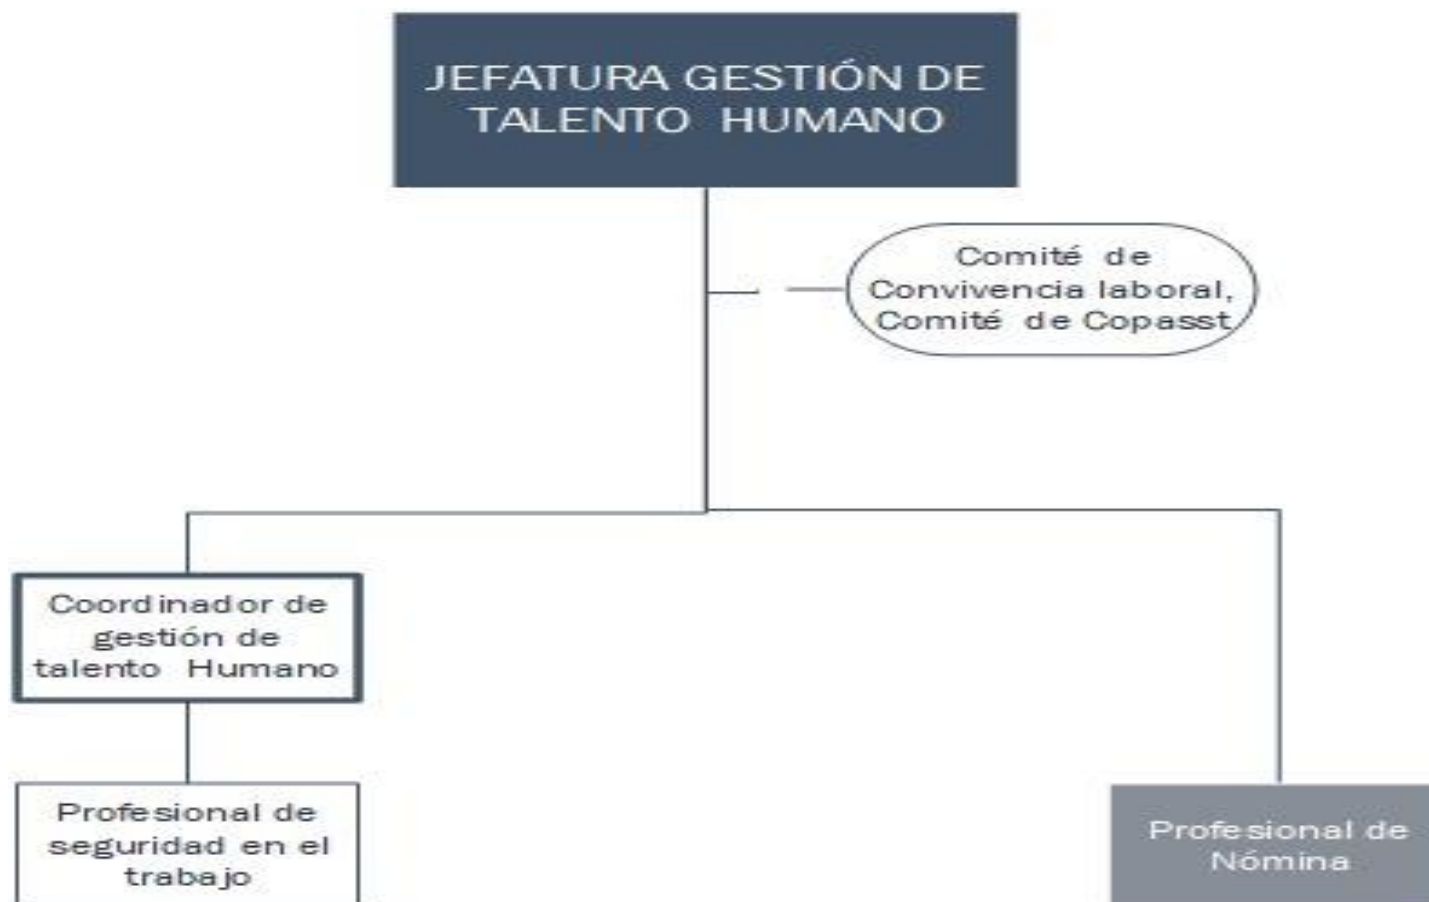 JEFATURA GESTIÓN DE
TALENTO HUMANO
Comité de
Convivencia laboral,
Comité de Copasst
Coordinador de
gestión de
talento Humano
Profesional de
seguridad en el
trabajo
Profesional de
Nómina